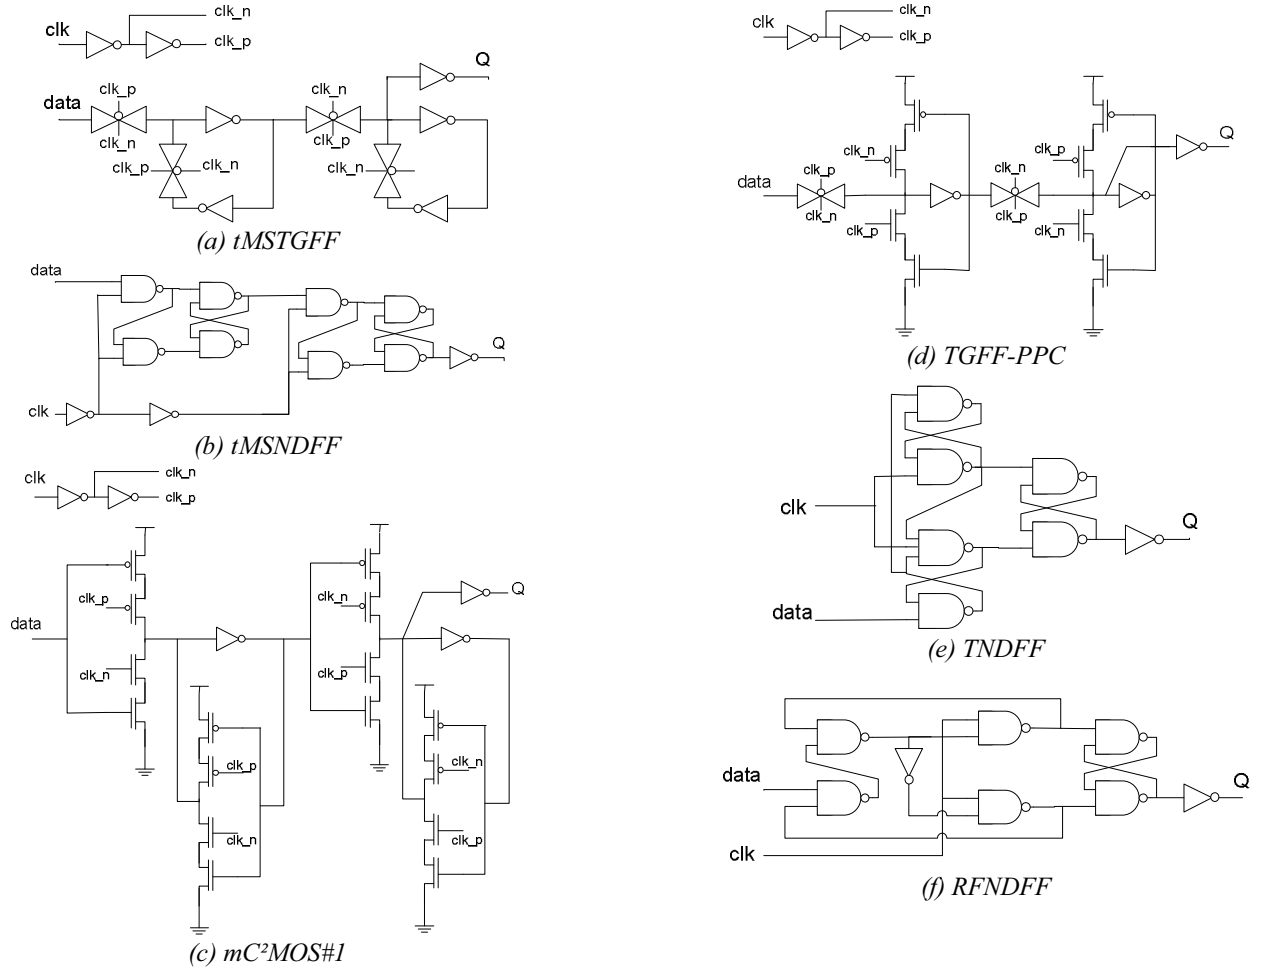 clk_n
clk
clk_p
Q
clk_p
clk_n
data
clk_n
clk_p
clk_p
clk_n
clk_n
(a) tMSTGFF
data
Q
clk
(b) tMSNDFF
clk_n
clk
clk_p
clk_p
data
clk_n
clk_n
clk_p
Q
clk_p
clk_n
clk_n
clk_p
(c) mC²MOS#1
clk_n
clk
clk_p
Q
clk_n
clk_p
clk_p
clk_n
data
clk_n
clk_p
clk_p
clk_n
(d) TGFF-PPC
clk
Q
data
(e) TNDFF
data
Q
clk
(f) RFNDFF